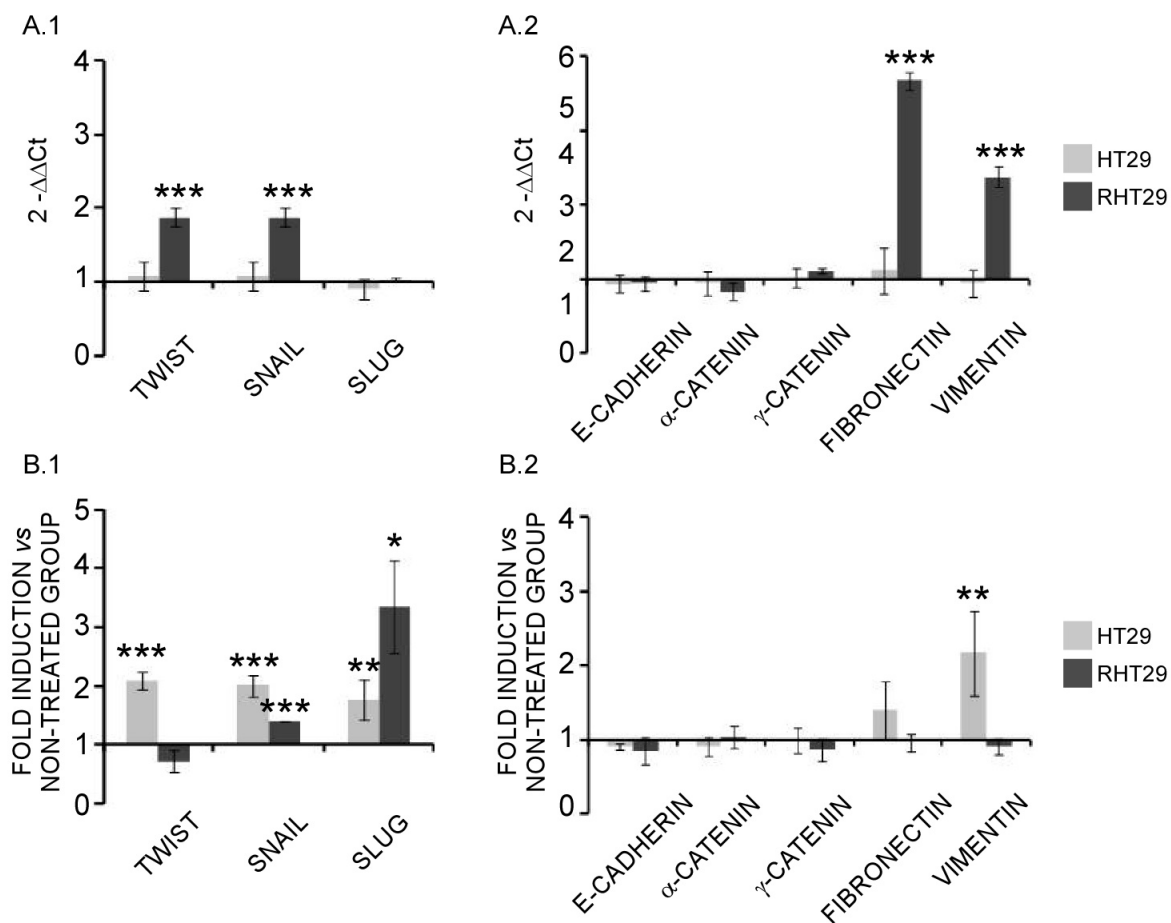 A.1
2 -ΔΔCt
4
3
2
1
0
***
***
TWIST
SNAIL
SLUG
A.2
2 -ΔΔCt
6
5
4
3
2
1
0
***
***
E-CADHERIN
α-CATENIN
γ-CATENIN
FIBRONECTIN
VIMENTIN
HT29
RHT29
B.1
FOLD INDUCTION vs
NON-TREATED GROUP
5
4
3
2
1
0
***
***
***
**
*
TWIST
SNAIL
SLUG
B.2
FOLD INDUCTION vs
NON-TREATED GROUP
4
3
2
1
0
**
E-CADHERIN
α-CATENIN
γ-CATENIN
FIBRONECTIN
VIMENTIN
HT29
RHT29